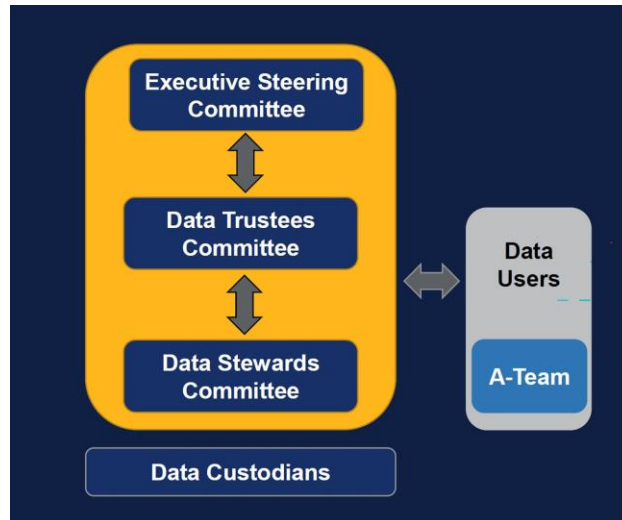 Executive Steering
Committee
Data Trustees
Committee
Data
Users
Data Stewards
Committee
A-Team
Data Custodians